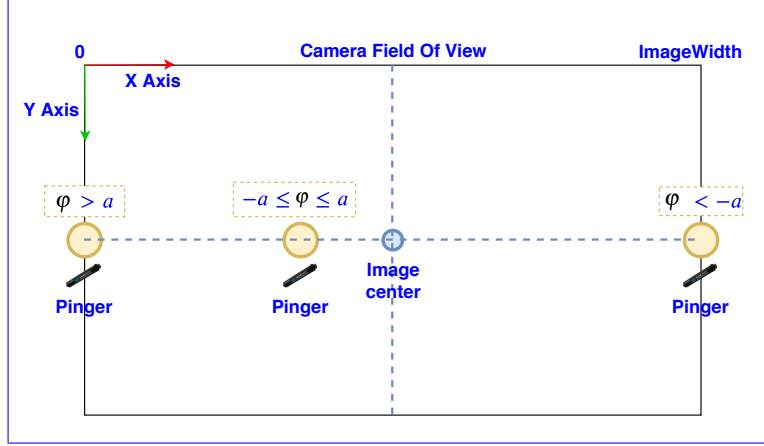 0 Camera Field Of View ImageWidth
X Axis
Y Axis
φ > a −a ≤ φ ≤ a φ < −a
Image
center
Pinger Pinger Pinger